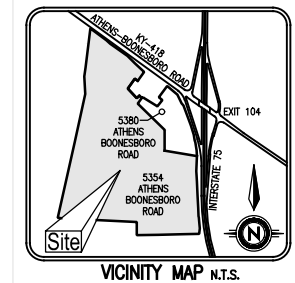 KY-418
ATHENS-BOONESBORO ROAD
EXIT 104
5380
ATHENS
BOONESBORO
ROAD
INTERSTATE 75
5354
ATHENS
BOONESBORO
ROAD
N
Site
VICINITY MAP N.T.S.